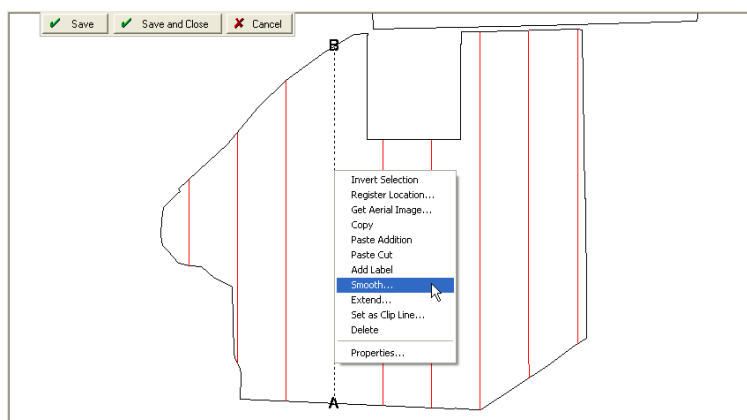 Save
Save and Close
Cancel
B
Invert Selection
Register Location...
Get Aerial Image...
Copy
Paste Addition
Paste Cut
Add Label
Smooth...
Extend...
Set as Clip Line...
Delete
Properties...
A